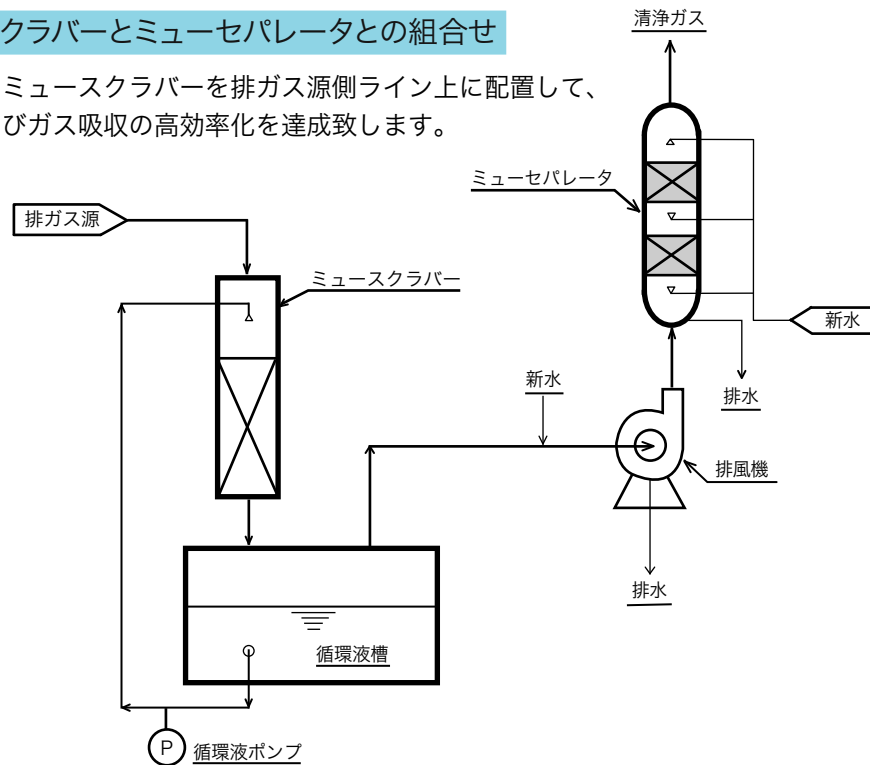 クラバーとミューセパレータとの組合せ
ミュースクラバーを排ガス源側ライン上に配置して、
びガス吸収の高効率化を達成致します。
清浄ガス
ミューセパレータ
排ガス源
ミュースクラバー
新水
新水
排水
排風機
排水
循環液槽
P
循環液ポンプ